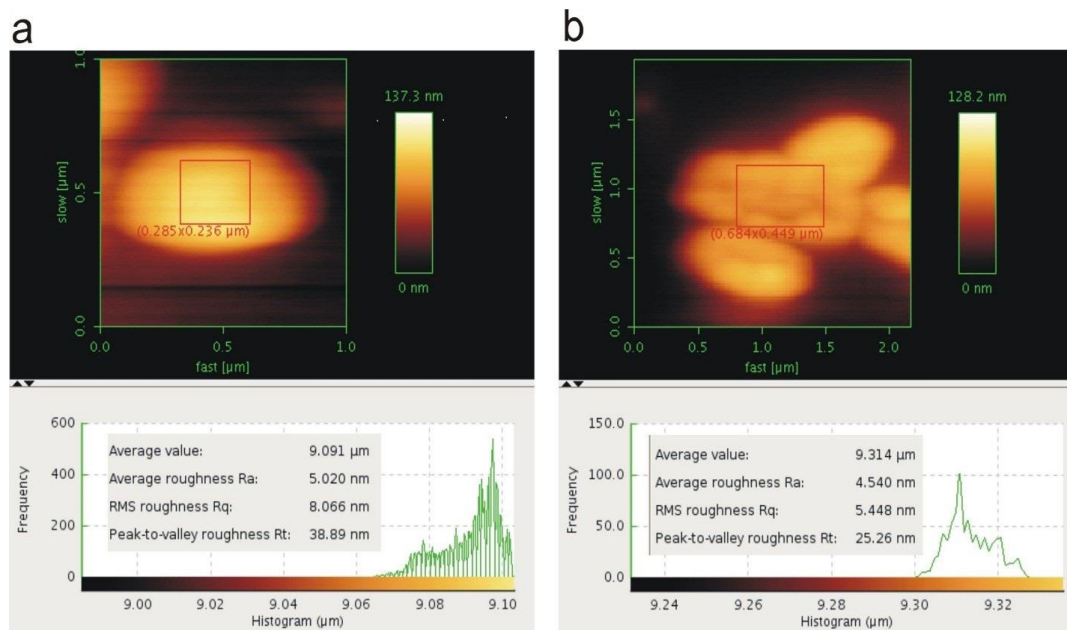 a
137.3 nm
1.0
0.5
0.0
slow [µm]
(0.285x0.236 µm)
0 nm
0.0 0.5 1.0
fast [µm]
600
400
200
0
Frequency
Average value: 9.091 µm
Average roughness Ra: 5.020 nm
RMS roughness Rq: 8.066 nm
Peak-to-valley roughness Rt: 38.89 nm
9.00 9.02 9.04 9.06 9.08 9.10
Histogram (µm)
b
128.2 nm
1.5
1.0
0.5
0.0
slow [µm]
(0.684x0.449 µm)
0 nm
0.0 0.5 1.0 1.5 2.0
fast [µm]
150.0
100.0
50.0
0.0
Frequency
Average value: 9.314 µm
Average roughness Ra: 4.540 nm
RMS roughness Rq: 5.448 nm
Peak-to-valley roughness Rt: 25.26 nm
9.24 9.26 9.28 9.30 9.32
Histogram (µm)